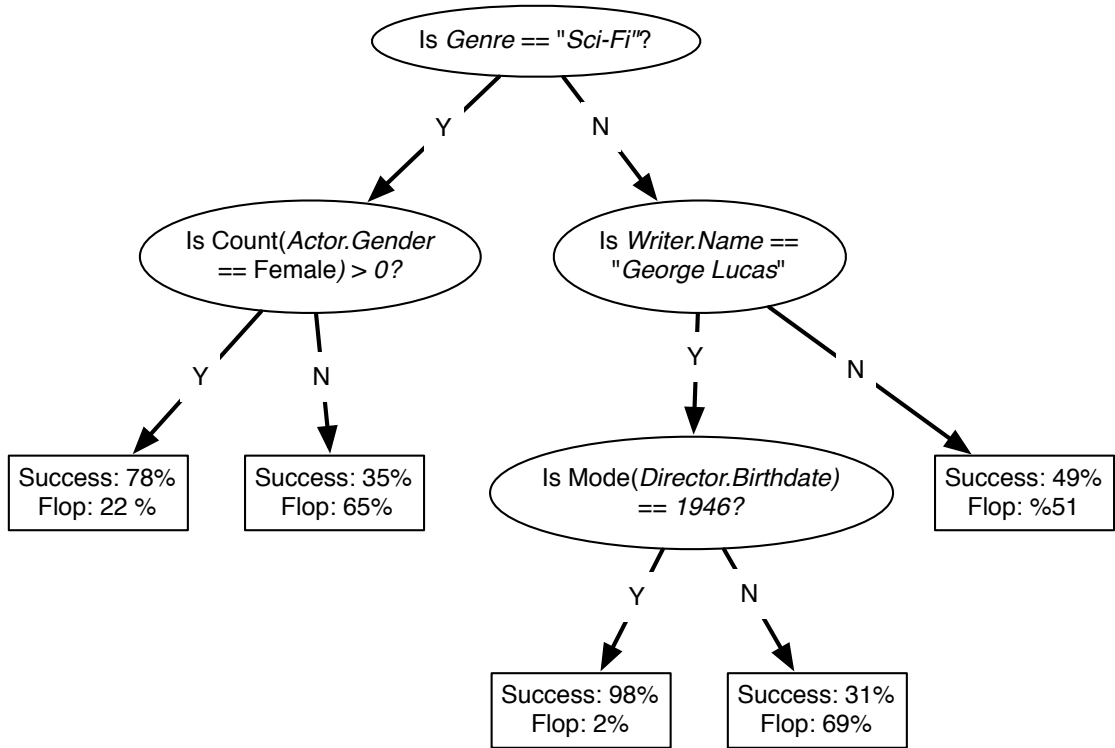 Is Genre == "Sci-Fi"?
Y
N
Is Count(Actor.Gender
== Female) > 0?
Is Writer.Name ==
"George Lucas"
Y
N
Y
N
Success: 78%
Flop: 22 %
Success: 35%
Flop: 65%
Is Mode(Director.Birthdate)
== 1946?
Success: 49%
Flop: %51
Y
N
Success: 98%
Flop: 2%
Success: 31%
Flop: 69%